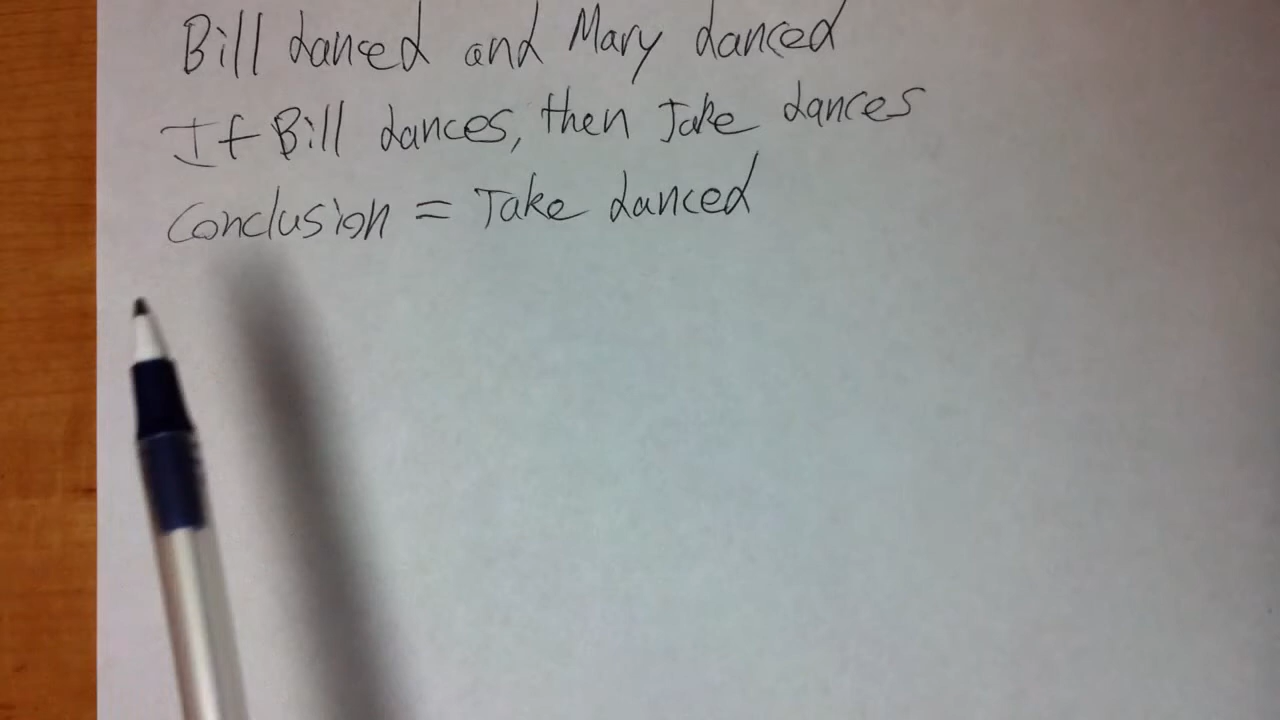 Bill danced and Mary danced
If Bill dances, then Jake dances
Conclusion = Jake danced